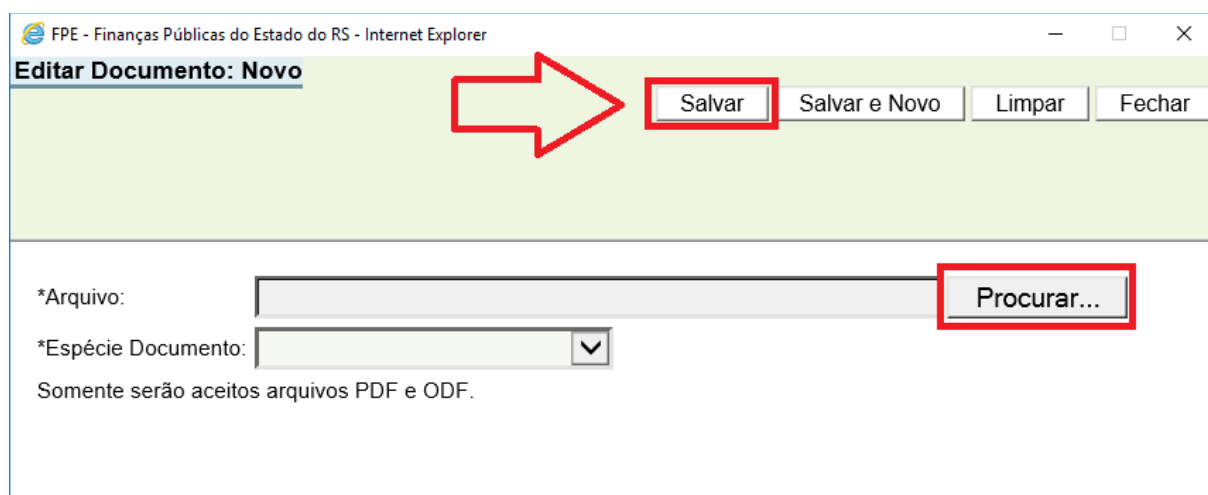 FPE - Finanças Públicas do Estado do RS - Internet Explorer
Editar Documento: Novo
Salvar Salvar e Novo Limpar Fechar
*Arquivo: Procurar...
*Espécie Documento:
Somente serão aceitos arquivos PDF e ODF.